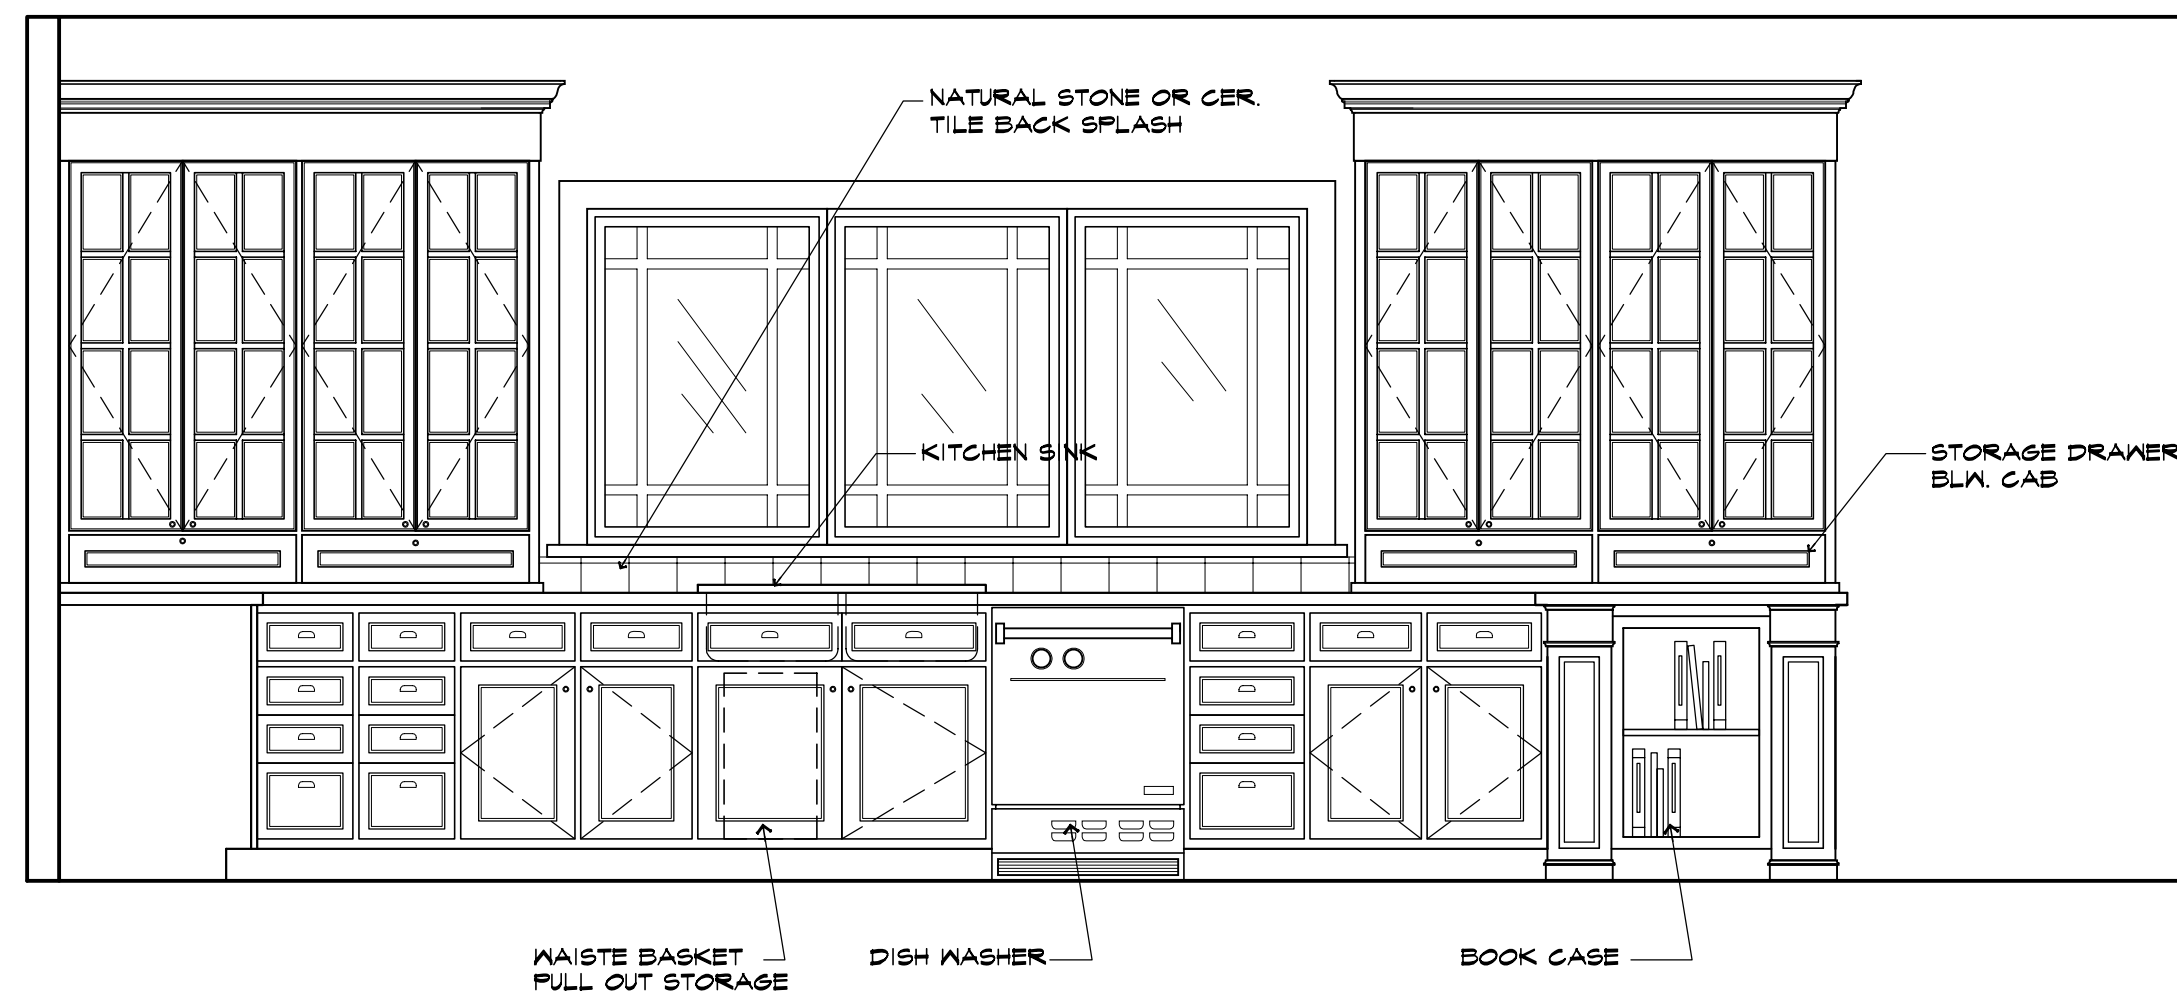 NATURAL STONE OR CER.
TILE BACK SPLASH
KITCHEN SINK
STORAGE DRAWER
BLW. CAB
WAISTE BASKET
PULL OUT STORAGE
DISH WASHER
BOOK CASE